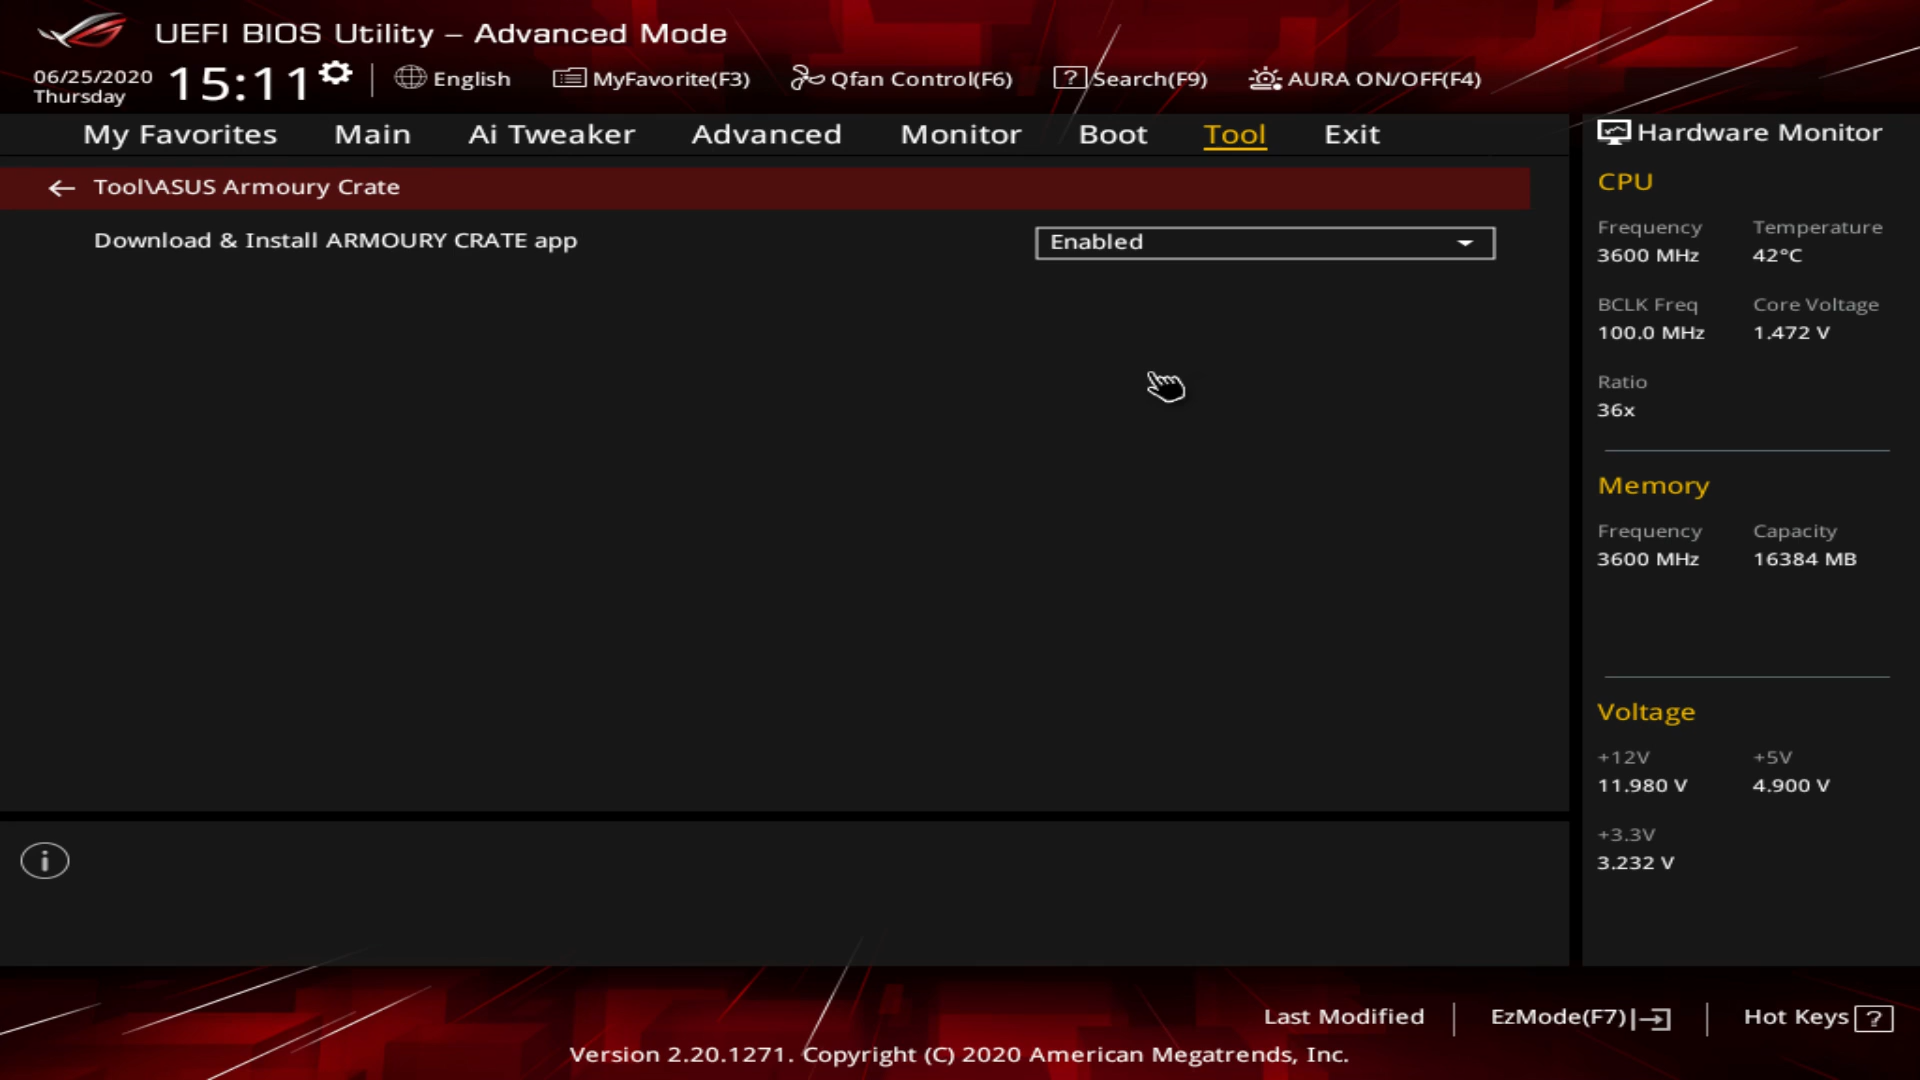 UEFI BIOS Utility – Advanced Mode
06/25/2020
Thursday
15:11
English
MyFavorite(F3)
Qfan Control(F6)
? Search(F9)
AURA ON/OFF(F4)
My Favorites
Main
Ai Tweaker
Advanced
Monitor
Boot
Tool
Exit
Tool\ASUS Armoury Crate
Download & Install ARMOURY CRATE app
Enabled
i
Hardware Monitor
CPU
Frequency Temperature
3600 MHz 42°C
BCLK Freq Core Voltage
100.0 MHz 1.472 V
Ratio
36x
Memory
Frequency Capacity
3600 MHz 16384 MB
Voltage
+12V +5V
11.980 V 4.900 V
+3.3V
3.232 V
Last Modified
EzMode(F7)
Hot Keys ?
Version 2.20.1271. Copyright (C) 2020 American Megatrends, Inc.